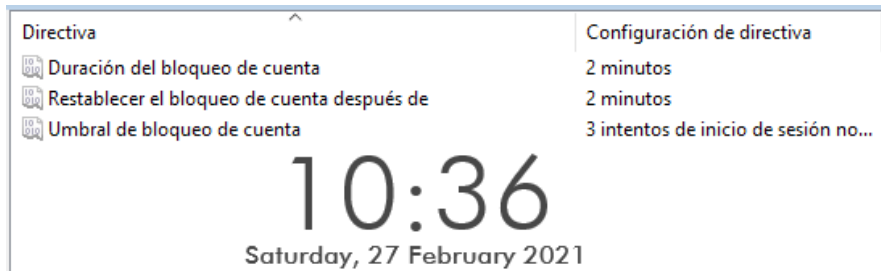 Directiva Configuración de directiva
Duración del bloqueo de cuenta 2 minutos
Restablecer el bloqueo de cuenta después de 2 minutos
Umbral de bloqueo de cuenta 3 intentos de inicio de sesión no...
10:36
Saturday, 27 February 2021